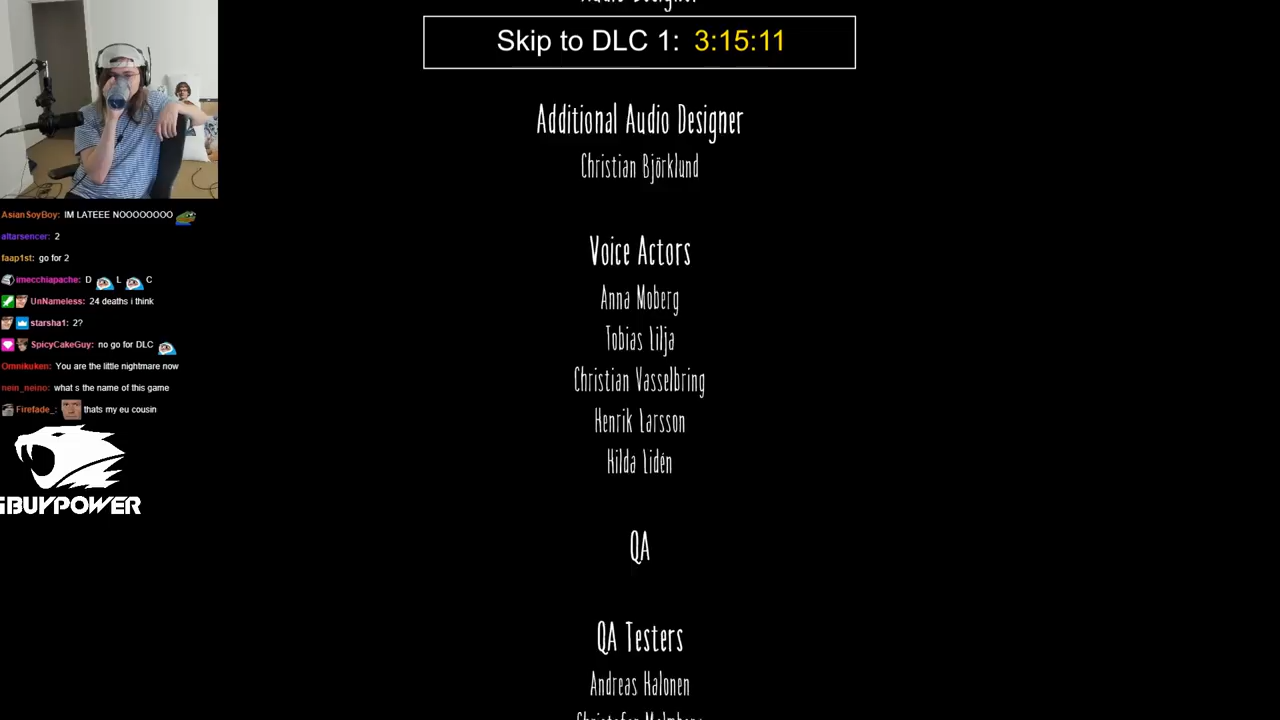 Skip to DLC 1: 3:15:11
Additional Audio Designer
Christian Björklund
Voice Actors
Anna Moberg
Tobias Lilja
Christian Vasselbring
Henrik Larsson
Hilda Lidén
QA
QA Testers
Andreas Halonen
AsianSoyBoy: IM LATEEE NOOOOOOOO
altarsencer: 2
faap1st: go for 2
imecchiapache: D L C
UnNameless: 24 deaths i think
starsha1: 2?
SpicyCakeGuy: no go for DLC
Omnikuken: You are the little nightmare now
nein_neino: what s the name of this game
Firefade_: thats my eu cousin
iBUYPOWER